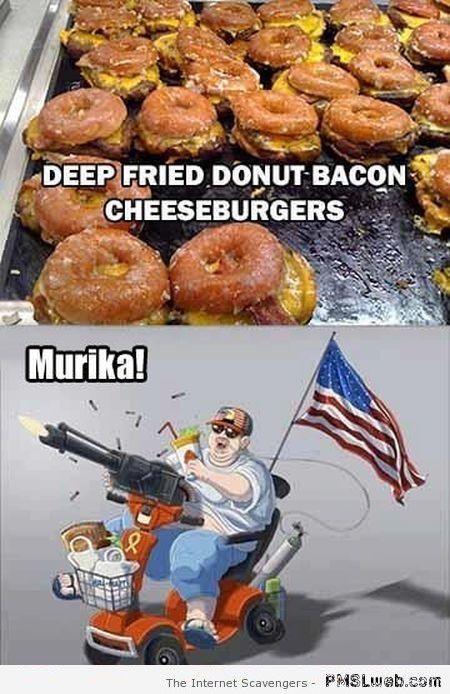 DEEP FRIED DONUT BACON
CHEESEBURGERS
Murika!
The Internet Scavengers - PMSLweb.com